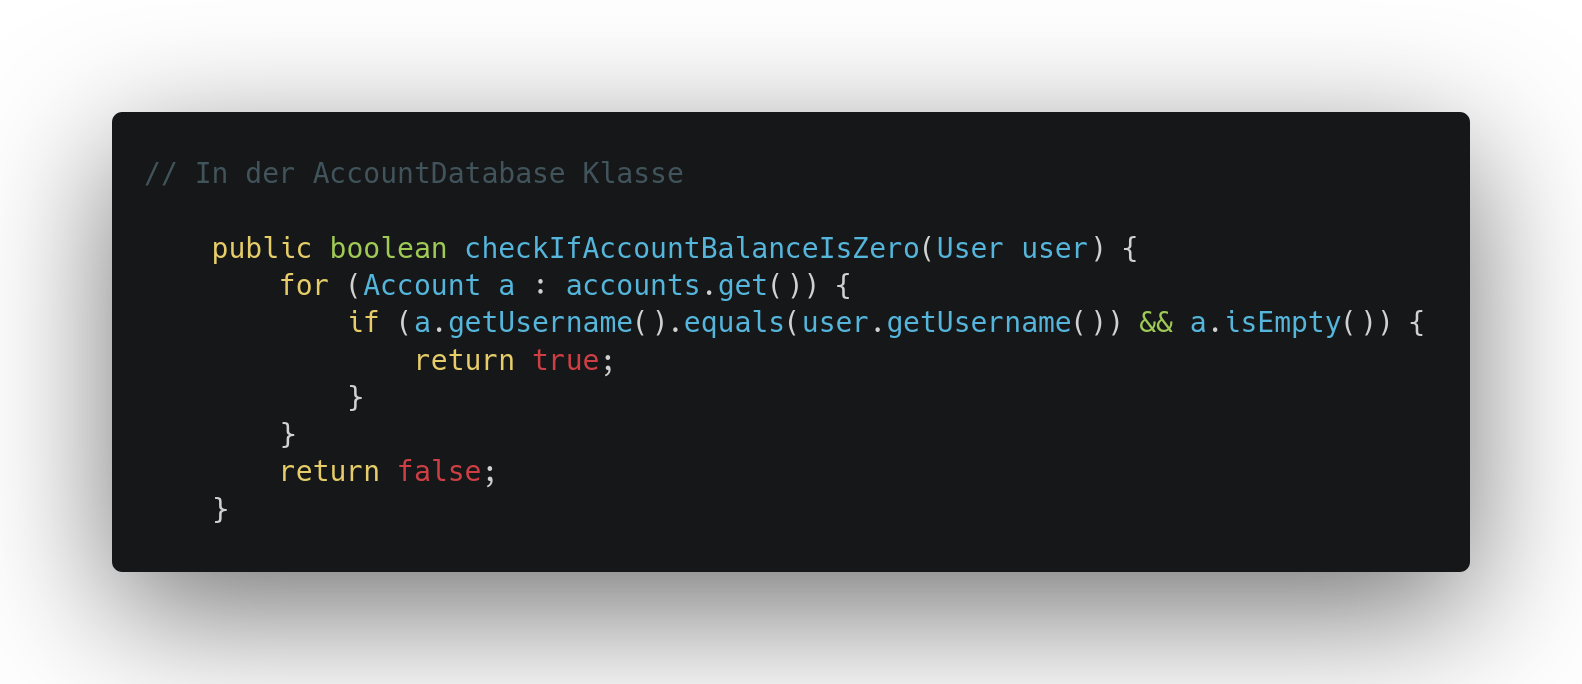 // In der AccountDatabase Klasse
public boolean checkIfAccountBalanceIsZero(User user) {
for (Account a : accounts.get()) {
if (a.getUsername().equals(user.getUsername()) && a.isEmpty()) {
return true;
}
}
return false;
}